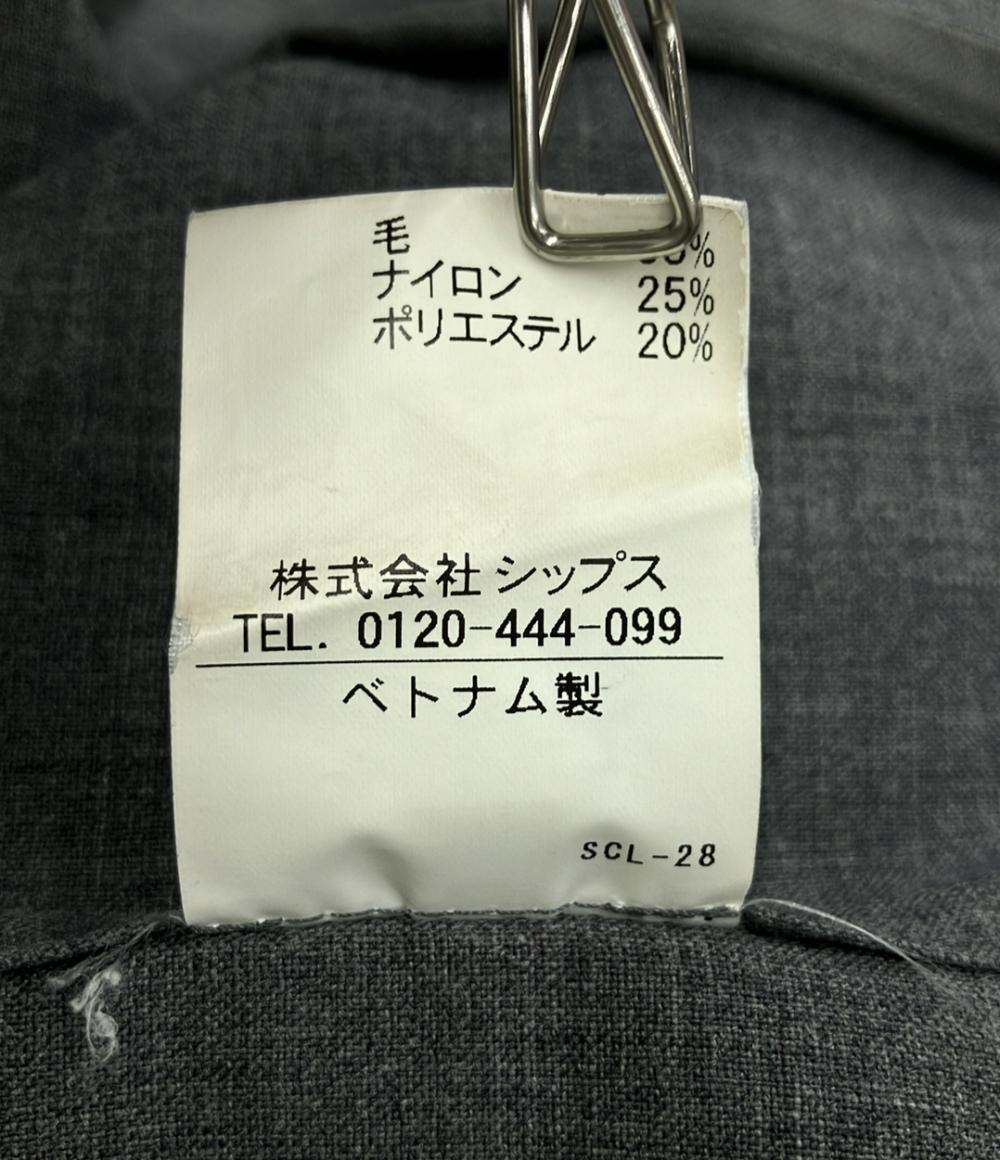 毛
ナイロン 25%
ポリエステル 20%
株式会社シップス
TEL. 0120-444-099
ベトナム製
SCL-28